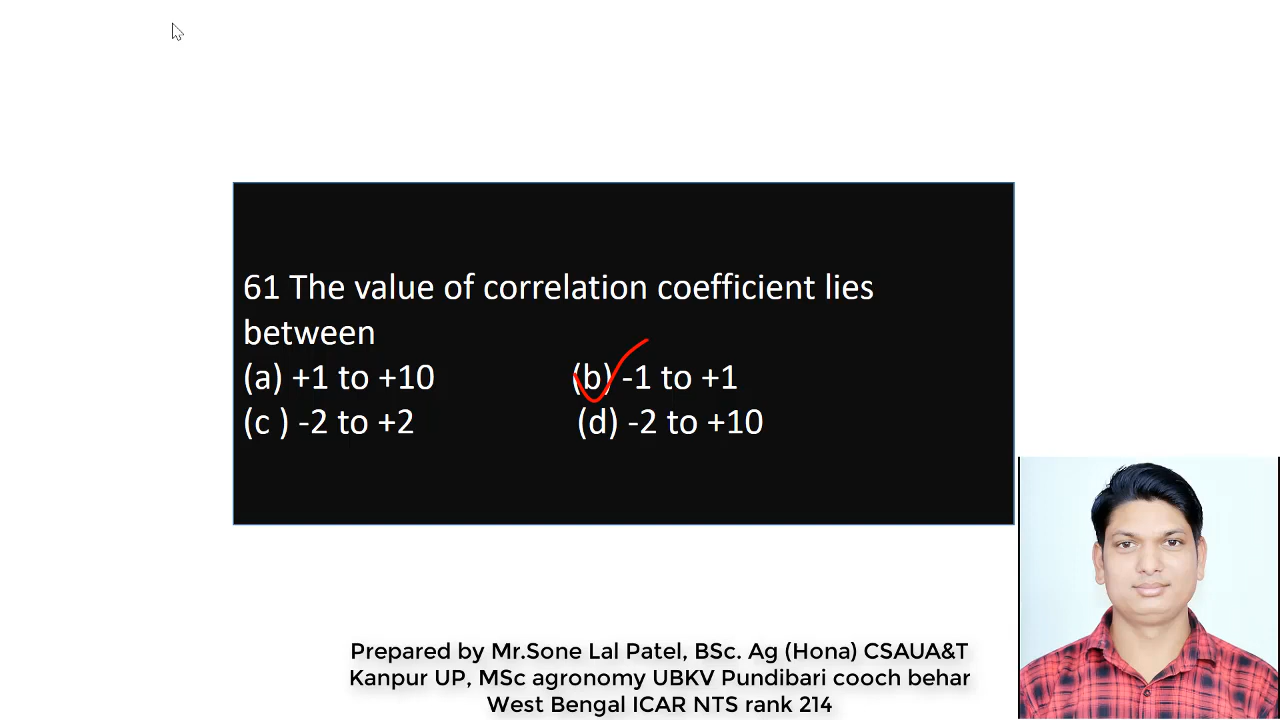 61 The value of correlation coefficient lies
between
(a) +1 to +10 (b) -1 to +1
(c ) -2 to +2 (d) -2 to +10
Prepared by Mr.Sone Lal Patel, BSc. Ag (Hona) CSAUA&T
Kanpur UP, MSc agronomy UBKV Pundibari cooch behar
West Bengal ICAR NTS rank 214